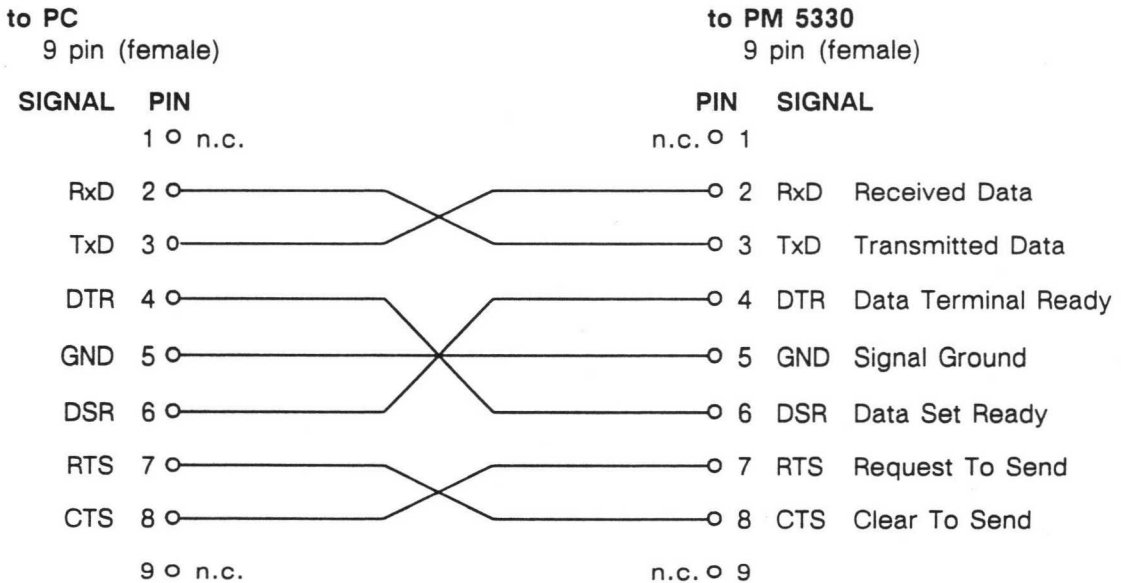 to PC to PM 5330
9 pin (female) 9 pin (female)
SIGNAL PIN PIN SIGNAL
1 n.c. n.c. 1
RxD 2 2 RxD Received Data
TxD 3 3 TxD Transmitted Data
DTR 4 4 DTR Data Terminal Ready
GND 5 5 GND Signal Ground
DSR 6 6 DSR Data Set Ready
RTS 7 7 RTS Request To Send
CTS 8 8 CTS Clear To Send
9 n.c. n.c. 9